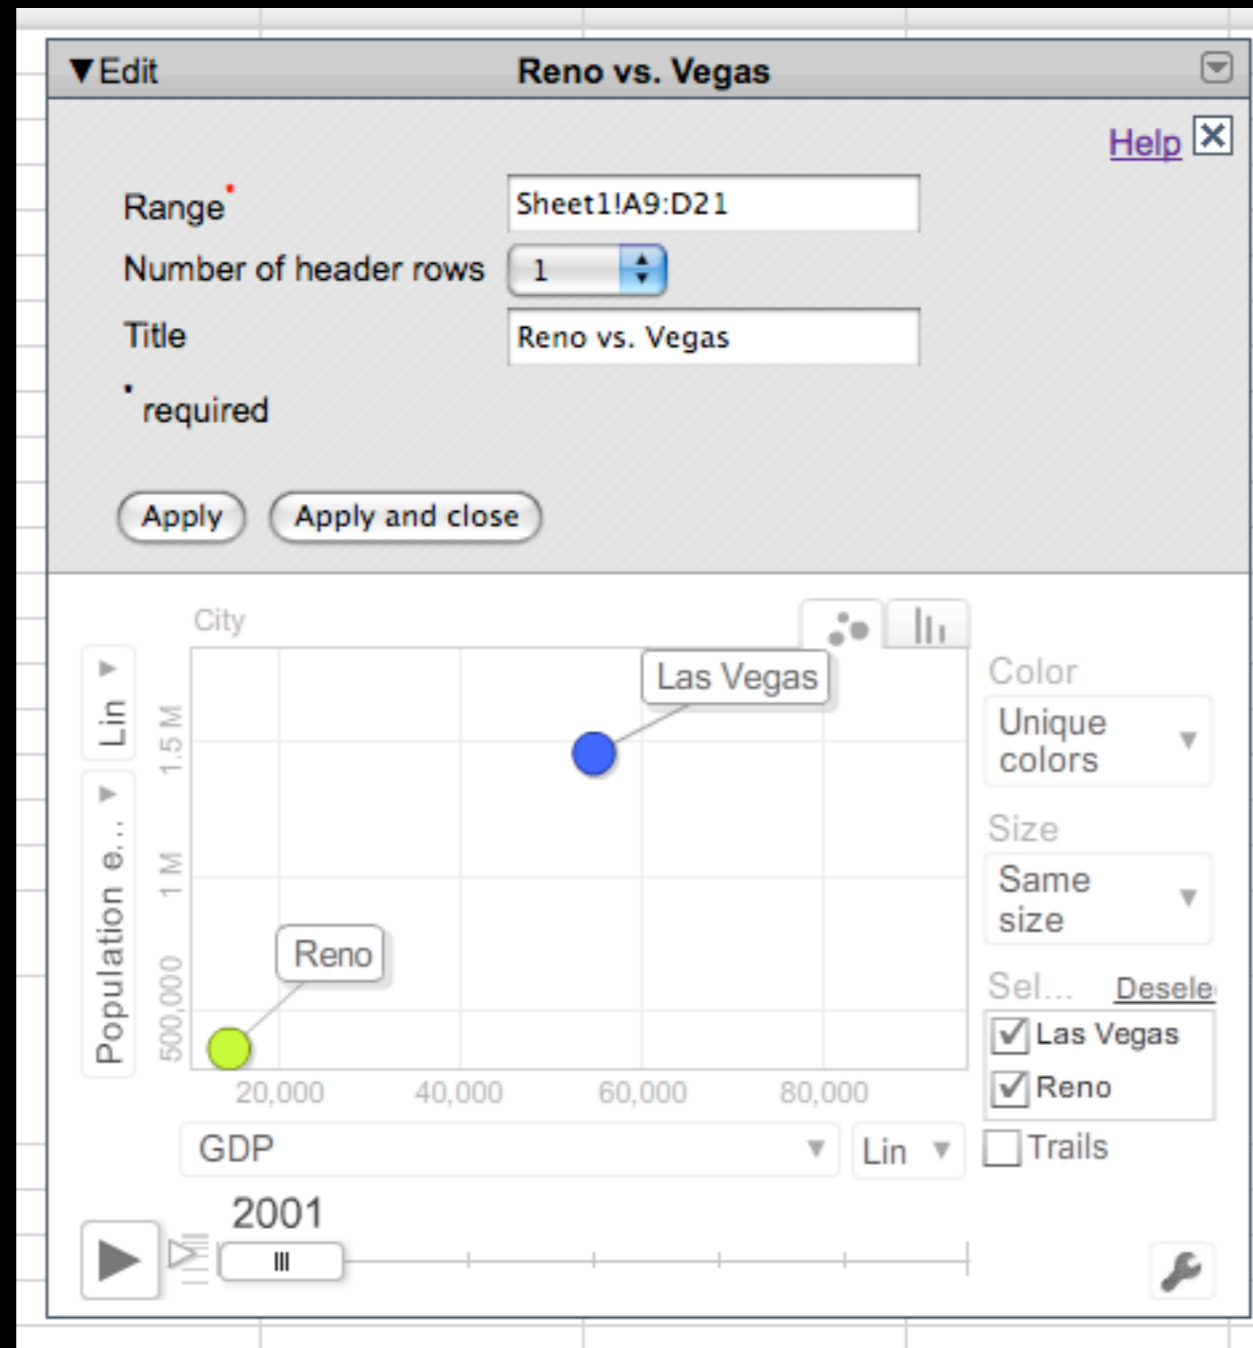 ▼Edit
Reno vs. Vegas
Help
Range*
Sheet1!A9:D21
Number of header rows
1
Title
Reno vs. Vegas
* required
Apply
Apply and close
City
Lin
Population e...
1.5 M
1 M
500,000
Las Vegas
Reno
20,000
40,000
60,000
80,000
GDP
Lin
Color
Unique
colors
Size
Same
size
Sel...
Desele
Las Vegas
Reno
Trails
2001